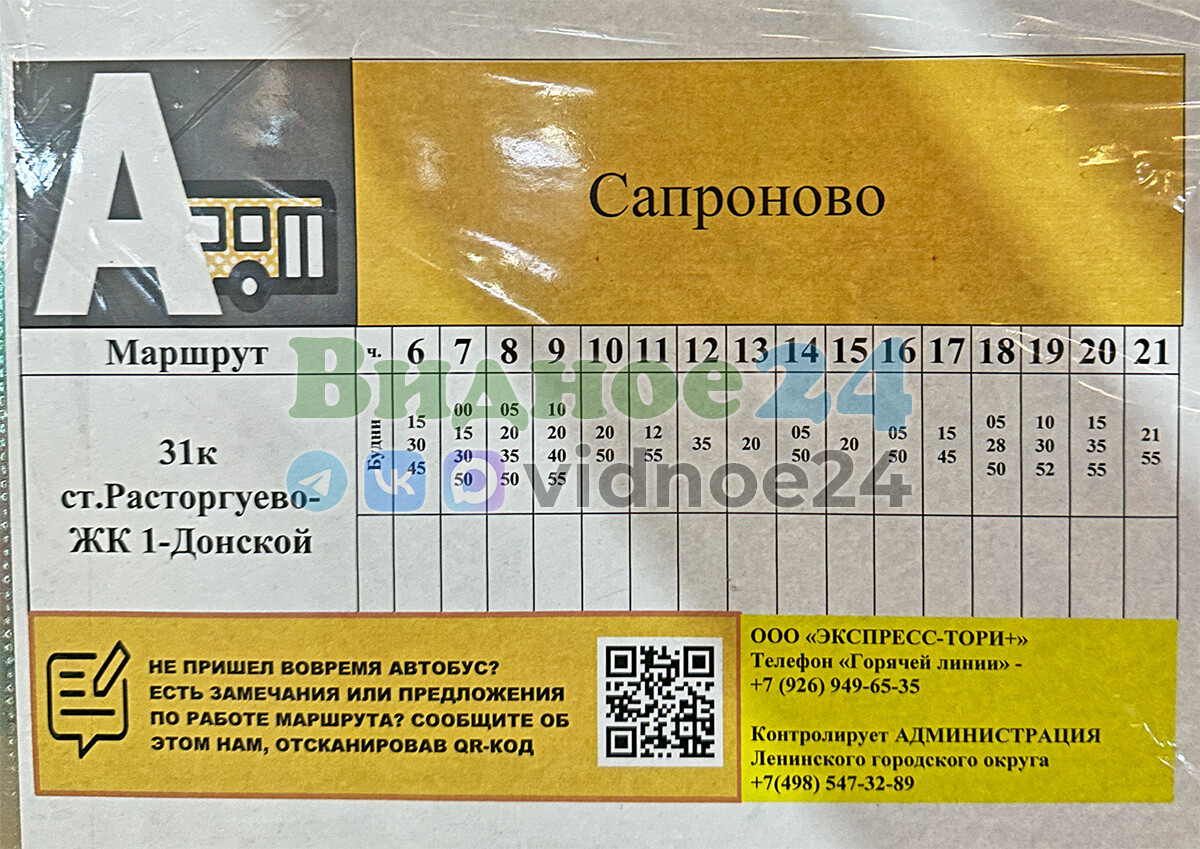 А
Сапроново
Маршрут ч. 6 7 8 9 10 11 12 13 14 15 16 17 18 19 20 21
31к
ст.Расторгуево-
ЖК 1-Донской
Будни
15 30 45
00 15 30 50
05 20 35 50
10 20 40 55
20 50
12 55
35
20
05 50
20
05 50
15 45
05 28 50
10 30 52
15 35 55
21 55
Видное24
vidnoe24
НЕ ПРИШЕЛ ВОВРЕМЯ АВТОБУС?
ЕСТЬ ЗАМЕЧАНИЯ ИЛИ ПРЕДЛОЖЕНИЯ
ПО РАБОТЕ МАРШРУТА? СООБЩИТЕ ОБ
ЭТОМ НАМ, ОТСКАНИРОВАВ QR-КОД
ООО «ЭКСПРЕСС-ТОРИ+»
Телефон «Горячей линии» -
+7 (926) 949-65-35
Контролирует АДМИНИСТРАЦИЯ
Ленинского городского округа
+7(498) 547-32-89